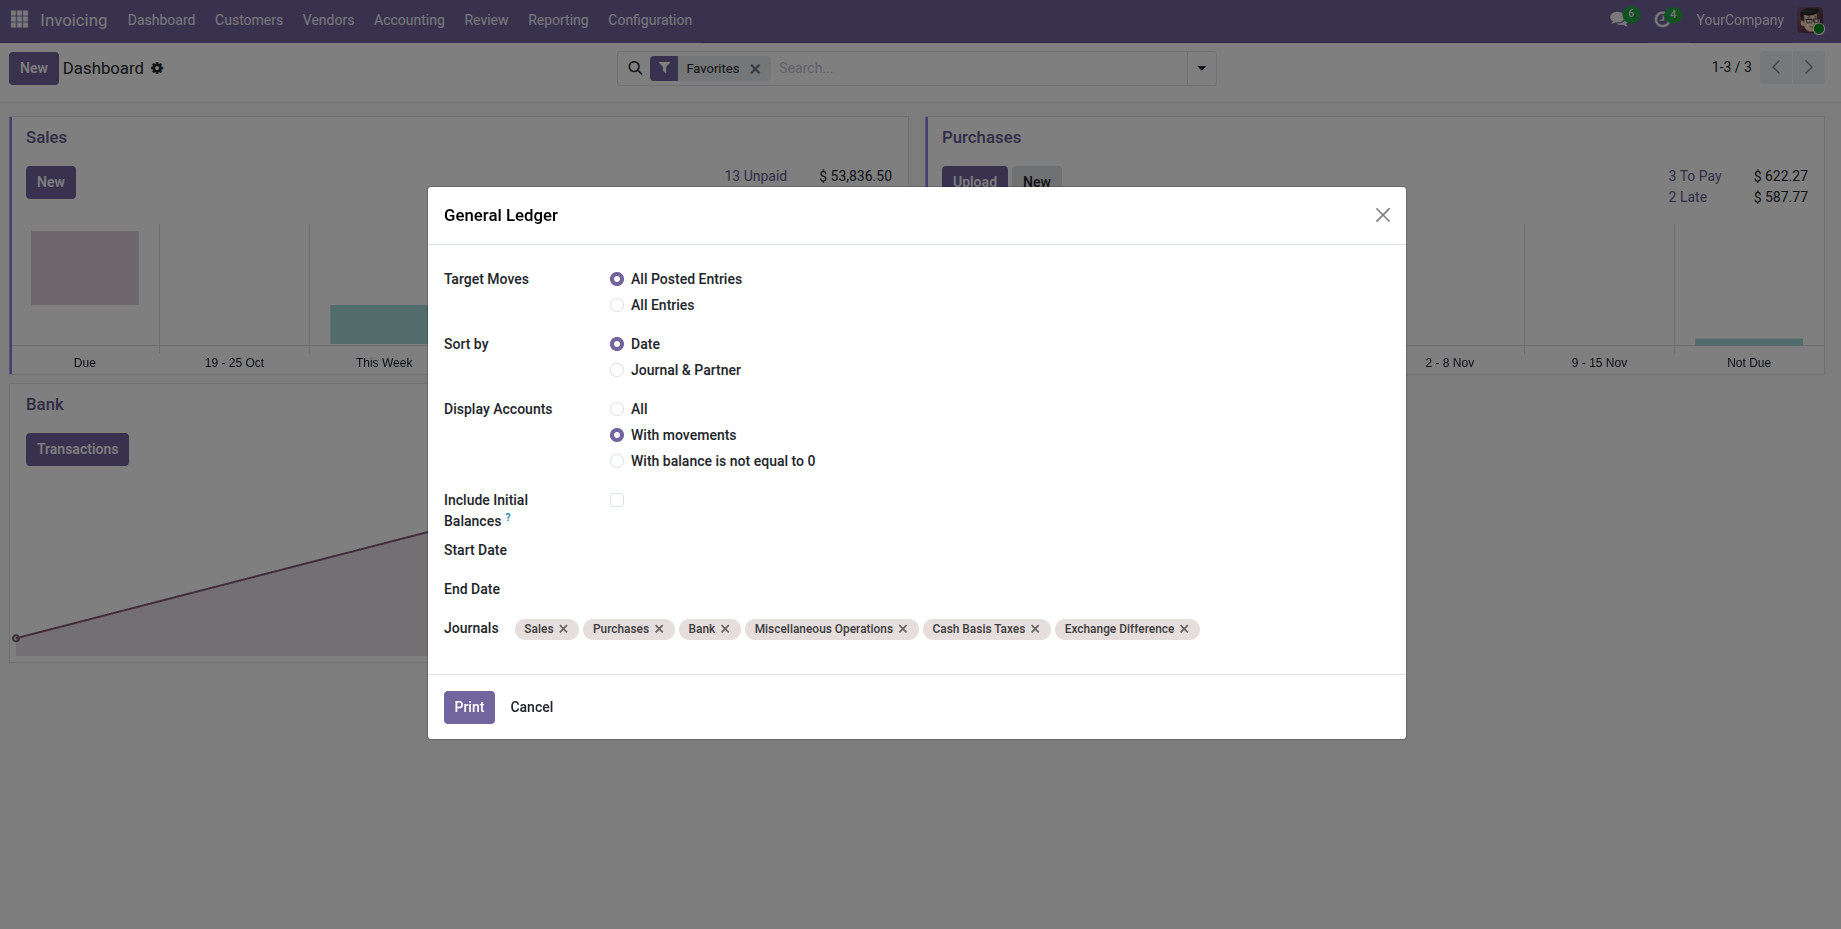 Invoicing Dashboard Customers Vendors Accounting Review Reporting Configuration 6 4 YourCompany
New Dashboard Favorites Search... 1-3 / 3
Sales
New
13 Unpaid $ 53,836.50
Due 19 - 25 Oct This Week
Purchases
Upload New
3 To Pay $ 622.27
2 Late $ 587.77
2 - 8 Nov 9 - 15 Nov Not Due
Bank
Transactions
General Ledger
Target Moves All Posted Entries
All Entries
Sort by Date
Journal & Partner
Display Accounts All
With movements
With balance is not equal to 0
Include Initial
Balances ?
Start Date
End Date
Journals Sales Purchases Bank Miscellaneous Operations Cash Basis Taxes Exchange Difference
Print Cancel